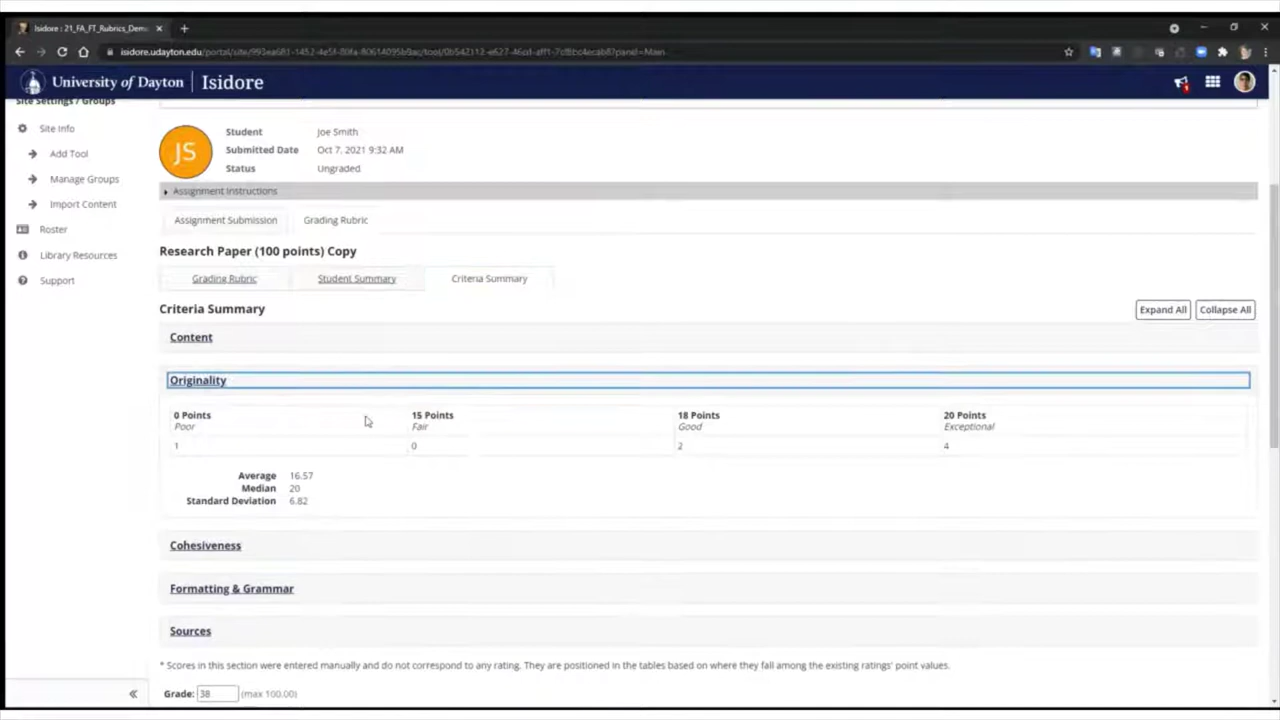 Isidore : 21_FA_FT_Rubrics_Dem
isidore.udayton.edu
University of Dayton | Isidore
Site Settings / Groups
Site Info
Add Tool
Manage Groups
Import Content
Roster
Library Resources
Support
JS
Student Joe Smith
Submitted Date Oct 7, 2021 9:32 AM
Status Ungraded
Assignment Instructions
Assignment Submission Grading Rubric
Research Paper (100 points) Copy
Grading Rubric Student Summary Criteria Summary
Criteria Summary Expand All Collapse All
Content
Originality
0 Points 15 Points 18 Points 20 Points
Poor Fair Good Exceptional
1 0 2 4
Average 16.57
Median 20
Standard Deviation 6.82
Cohesiveness
Formatting & Grammar
Sources
* Scores in this section were entered manually and do not correspond to any rating. They are positioned in the tables based on where they fall among the existing ratings' point values.
Grade: 38 (max 100.00)